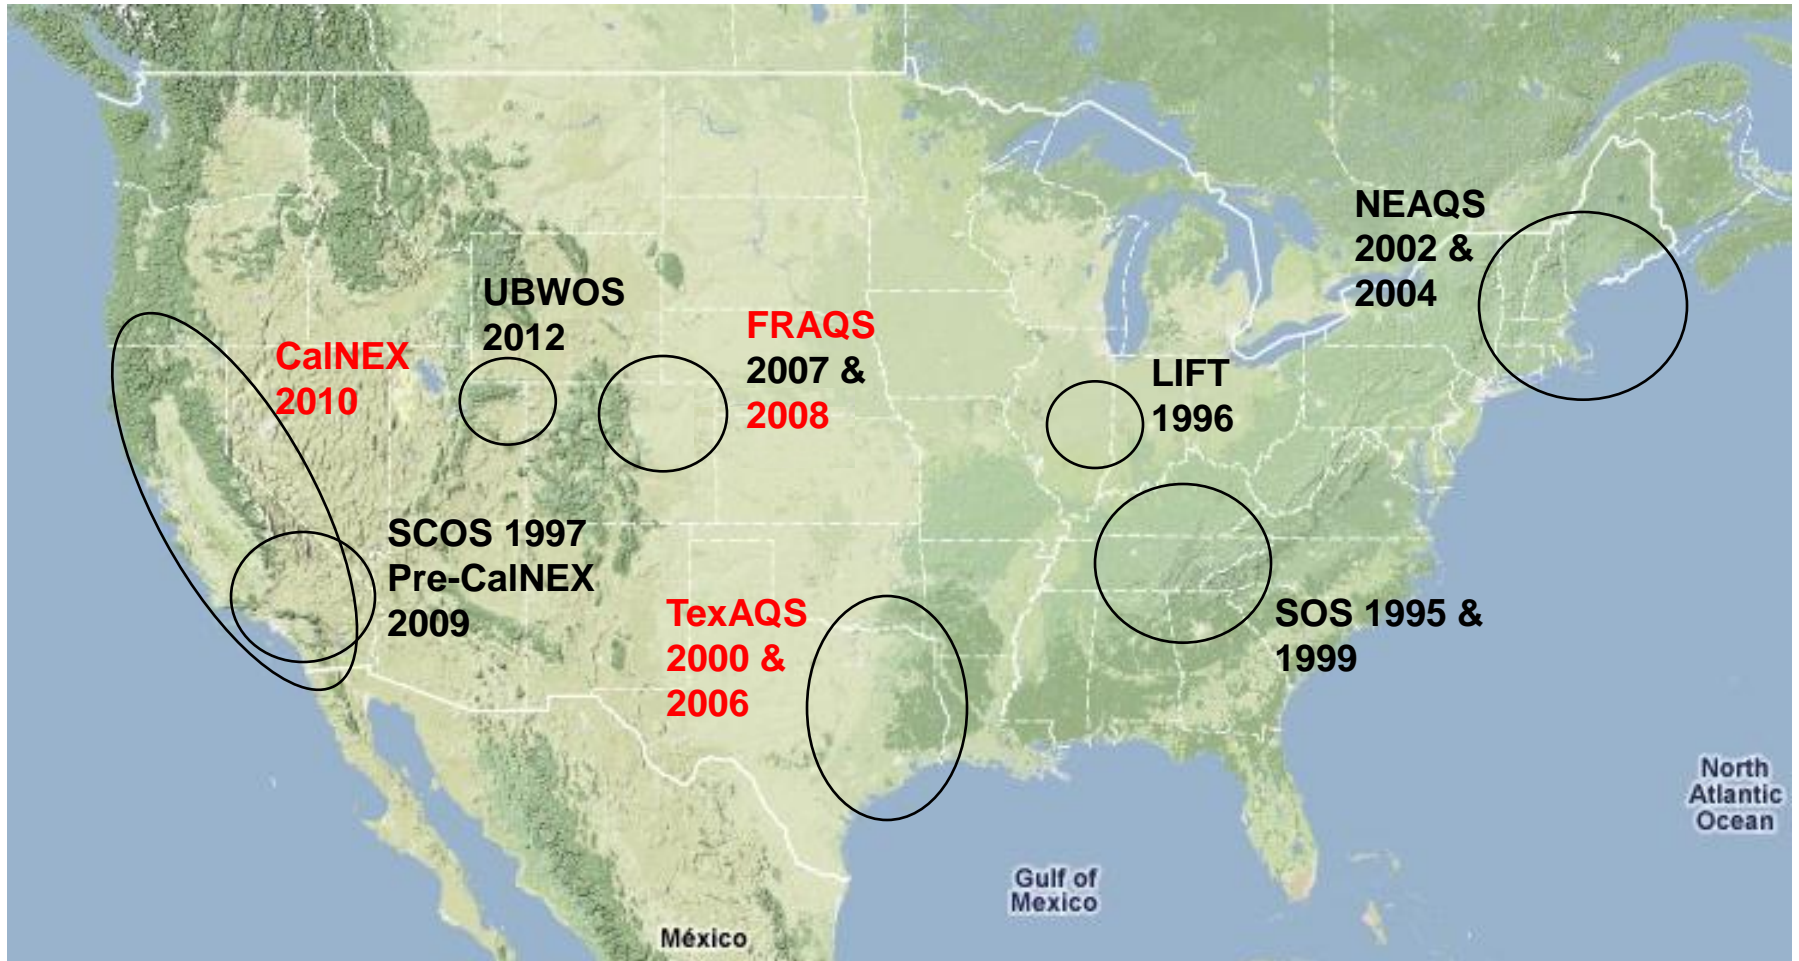 NEAQS
2002 &
2004
UBWOS
2012
CalNEX
2010
FRAQS
2007 &
2008
LIFT
1996
SCOS 1997
Pre-CalNEX
2009
TexAQS
2000 &
2006
SOS 1995 &
1999
North
Atlantic
Ocean
Gulf of
Mexico
México